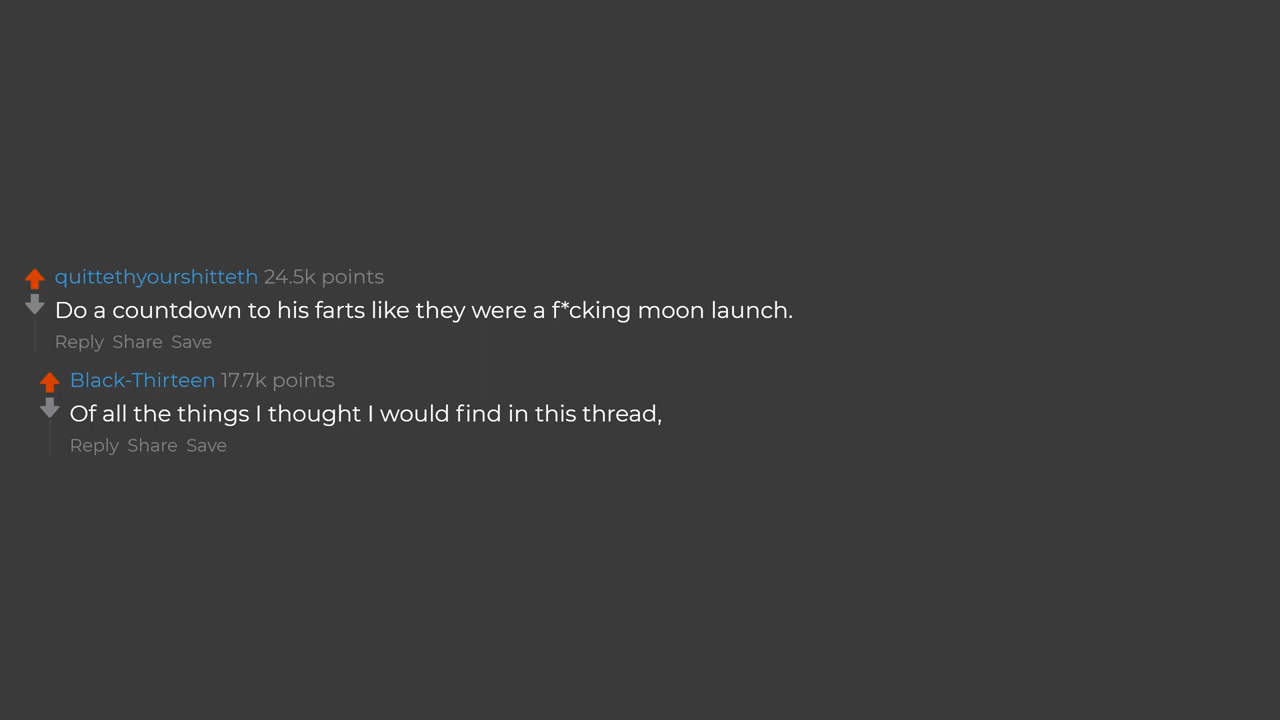 quittethyourshitteth 24.5k points
Do a countdown to his farts like they were a f*cking moon launch.
Reply Share Save
Black-Thirteen 17.7k points
Of all the things I thought I would find in this thread,
Reply Share Save